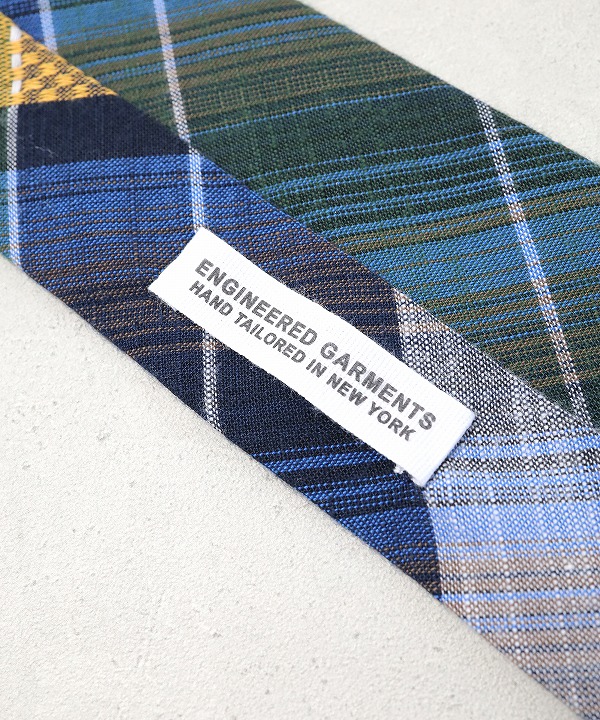 ENGINEERED GARMENTS
HAND TAILORED IN NEW YORK